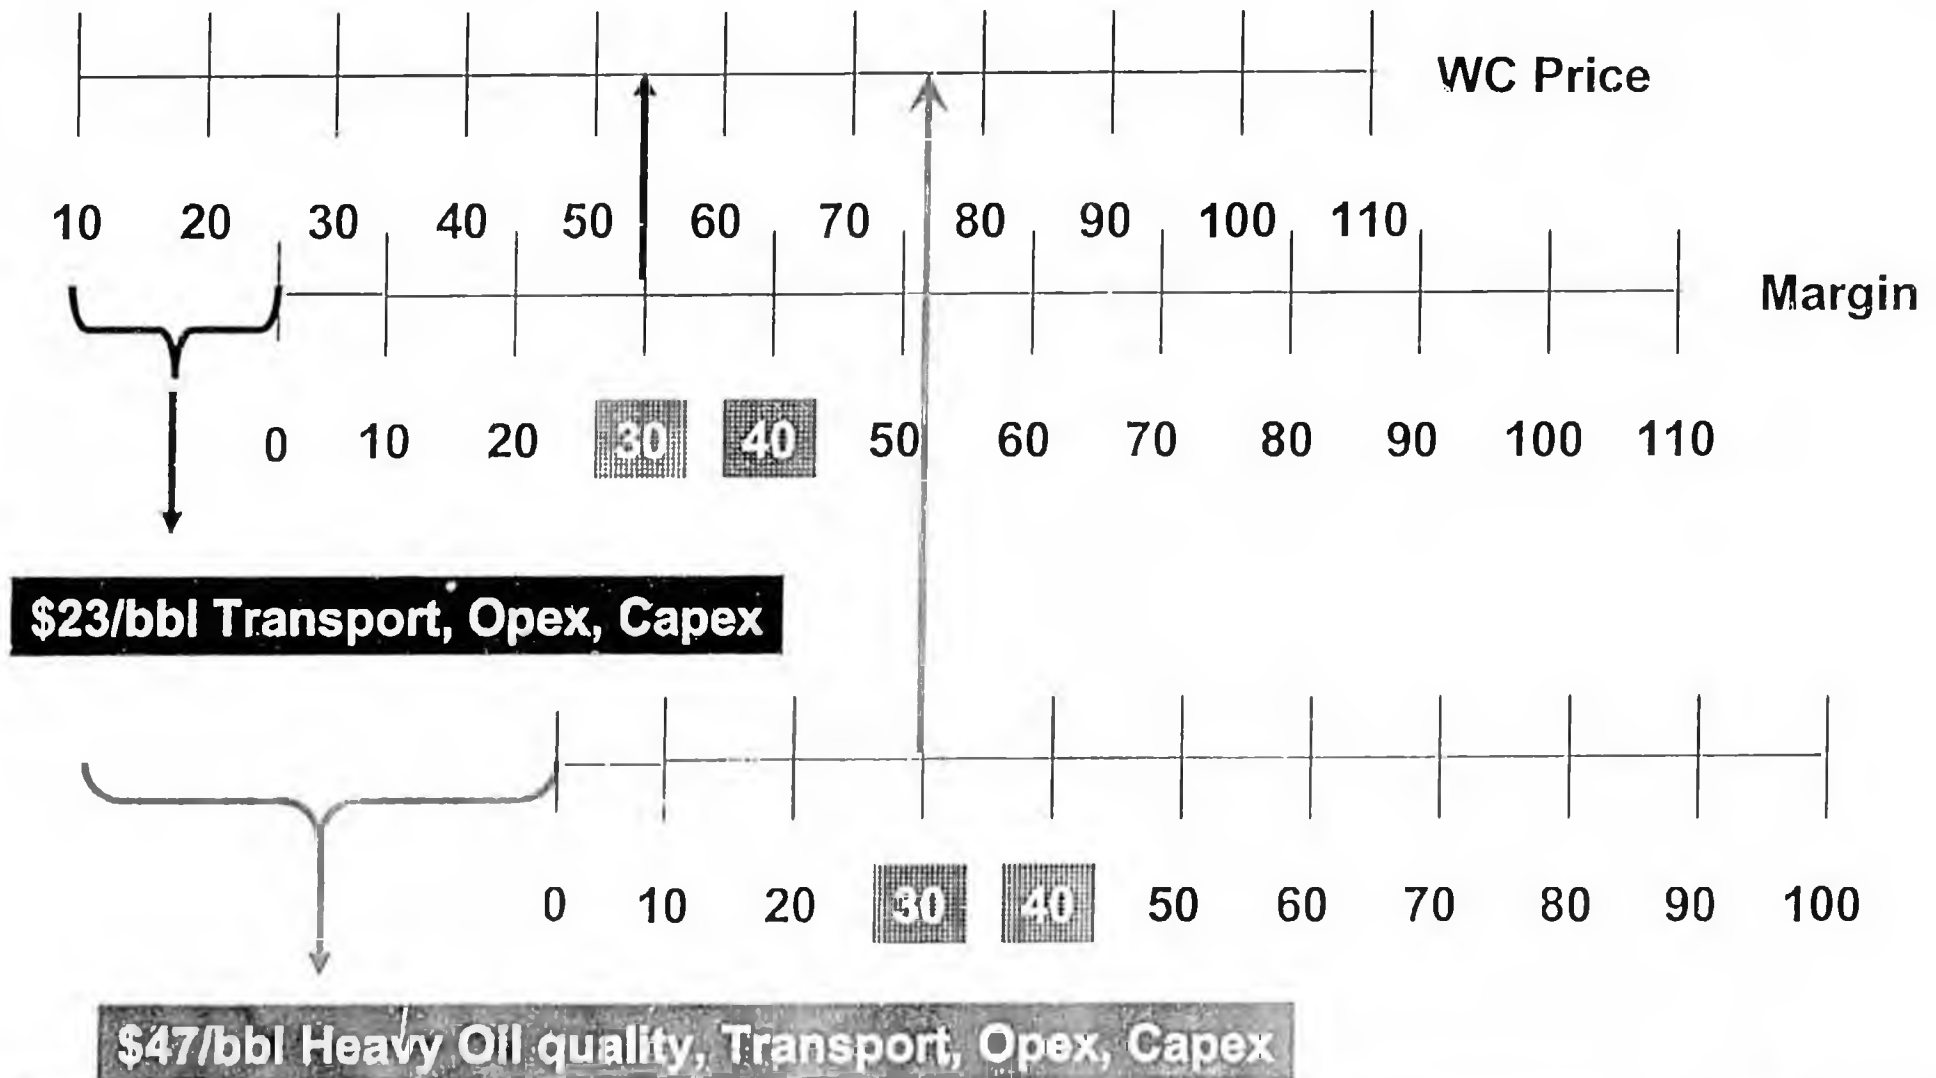 WC Price
10 20 30 40 50 60 70 80 90 100 110
Margin
0 10 20 30 40 50 60 70 80 90 100 110
$23/bbl Transport, Opex, Capex
0 10 20 30 40 50 60 70 80 90 100
$47/bbl Heavy Oil quality, Transport, Opex, Capex